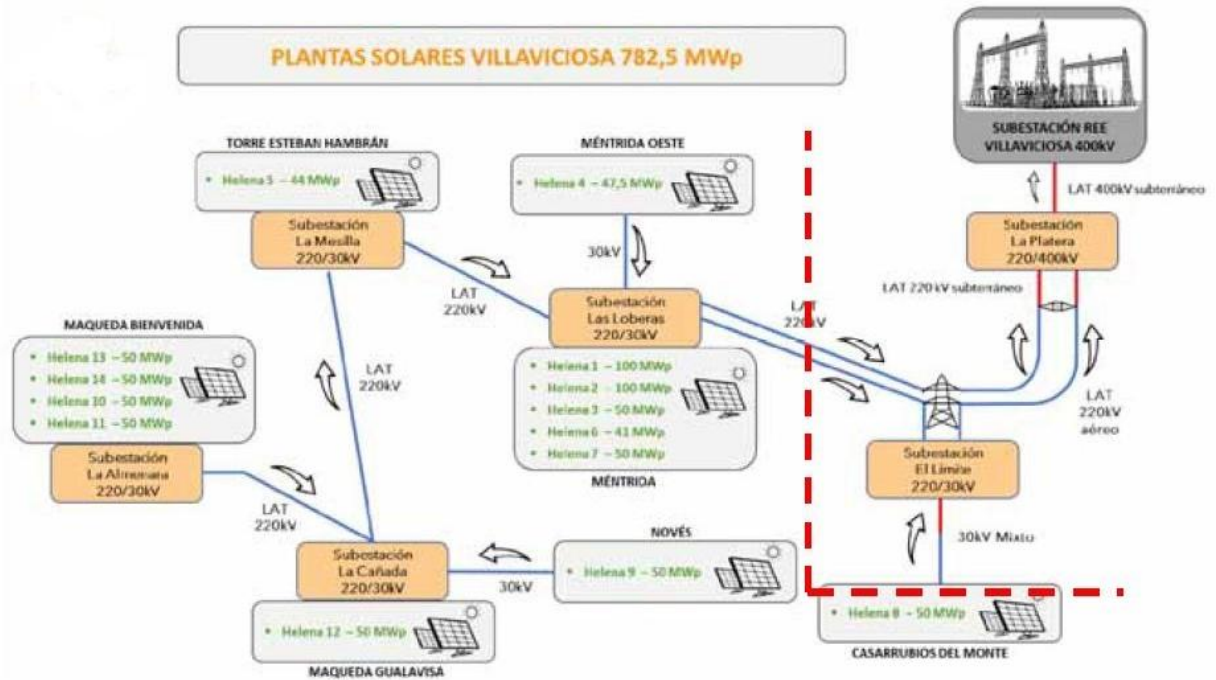 PLANTAS SOLARES VILLAVICIOSA 782,5 MWp
SUBESTACIÓN REE
VILLAVICIOSA 400kV
LAT 400kV subterráneo
Subestación
La Platera
220/400kV
LAT 220 kV subterráneo
TORRE ESTEBAN HAMBRÁN
• Helena 5 – 44 MWp
Subestación
La Mesilla
220/30kV
MÉNTRIDA OESTE
• Helena 4 – 47,5 MWp
30kV
LAT
220kV
Subestación
Las Loberas
220/30kV
• Helena 1 – 100 MWp
• Helena 2 – 100 MWp
• Helena 3 – 50 MWp
• Helena 6 – 41 MWp
• Helena 7 – 50 MWp
MÉNTRIDA
LAT
220kV
LAT
220kV
aéreo
MAQUEDA BIENVENIDA
• Helena 13 – 50 MWp
• Helena 14 – 50 MWp
• Helena 10 – 50 MWp
• Helena 11 – 50 MWp
Subestación
La Almenara
220/30kV
LAT
220kV
LAT
220kV
Subestación
La Cañada
220/30kV
• Helena 12 – 50 MWp
MAQUEDA GUALAVISA
30kV
NOVÉS
• Helena 9 – 50 MWp
Subestación
El Límite
220/30kV
30kV Mixto
• Helena 8 – 50 MWp
CASARRUBIOS DEL MONTE